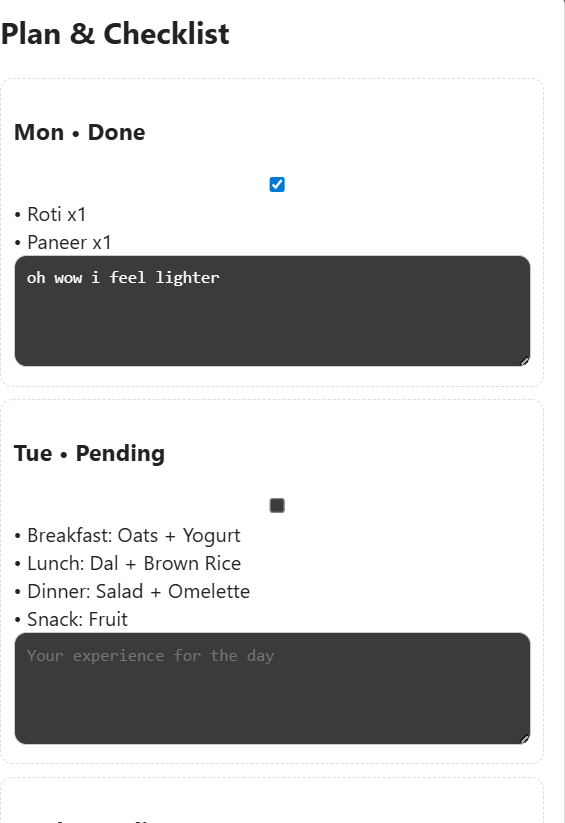 Plan & Checklist
Mon • Done
• Roti x1
• Paneer x1
oh wow i feel lighter
Tue • Pending
• Breakfast: Oats + Yogurt
• Lunch: Dal + Brown Rice
• Dinner: Salad + Omelette
• Snack: Fruit
Your experience for the day